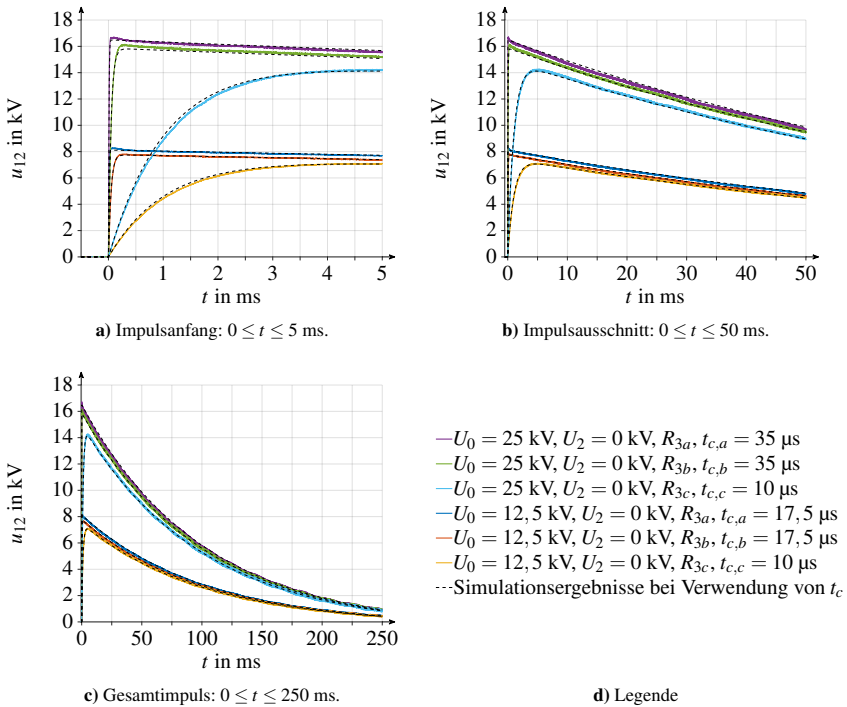 18
16
14
12
10
8
6
4
2
0
u12 in kV
0 1 2 3 4 5
t in ms
a) Impulsanfang: 0 ≤ t ≤ 5 ms.
18
16
14
12
10
8
6
4
2
0
u12 in kV
0 10 20 30 40 50
t in ms
b) Impulsausschnitt: 0 ≤ t ≤ 50 ms.
18
16
14
12
10
8
6
4
2
0
u12 in kV
0 50 100 150 200 250
t in ms
c) Gesamtimpuls: 0 ≤ t ≤ 250 ms.
U0 = 25 kV, U2 = 0 kV, R3a, tc,a = 35 µs
U0 = 25 kV, U2 = 0 kV, R3b, tc,b = 35 µs
U0 = 25 kV, U2 = 0 kV, R3c, tc,c = 10 µs
U0 = 12, 5 kV, U2 = 0 kV, R3a, tc,a = 17, 5 µs
U0 = 12, 5 kV, U2 = 0 kV, R3b, tc,b = 17, 5 µs
U0 = 12, 5 kV, U2 = 0 kV, R3c, tc,c = 10 µs
Simulationsergebnisse bei Verwendung von tc
d) Legende